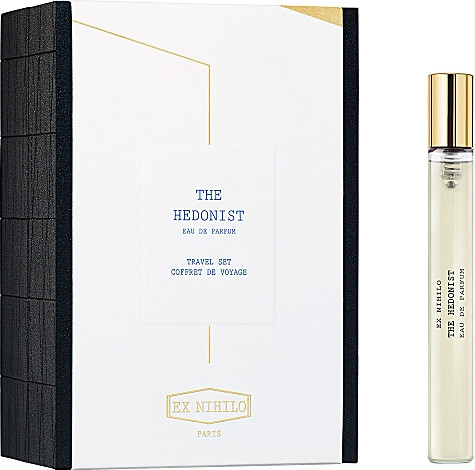 THE
HEDONIST
EAU DE PARFUM
TRAVEL SET
COFFRET DE VOYAGE
EX NIHILO
PARIS
EX NIHILO
THE HEDONIST
EAU DE PARFUM